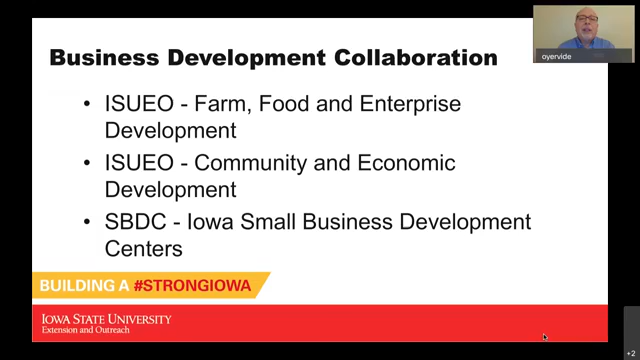 Business Development Collaboration
oyervide
• ISUEO - Farm, Food and Enterprise
Development
• ISUEO - Community and Economic
Development
• SBDC - Iowa Small Business Development
Centers
BUILDING A #STRONGIOWA
IOWA STATE UNIVERSITY
Extension and Outreach
+2